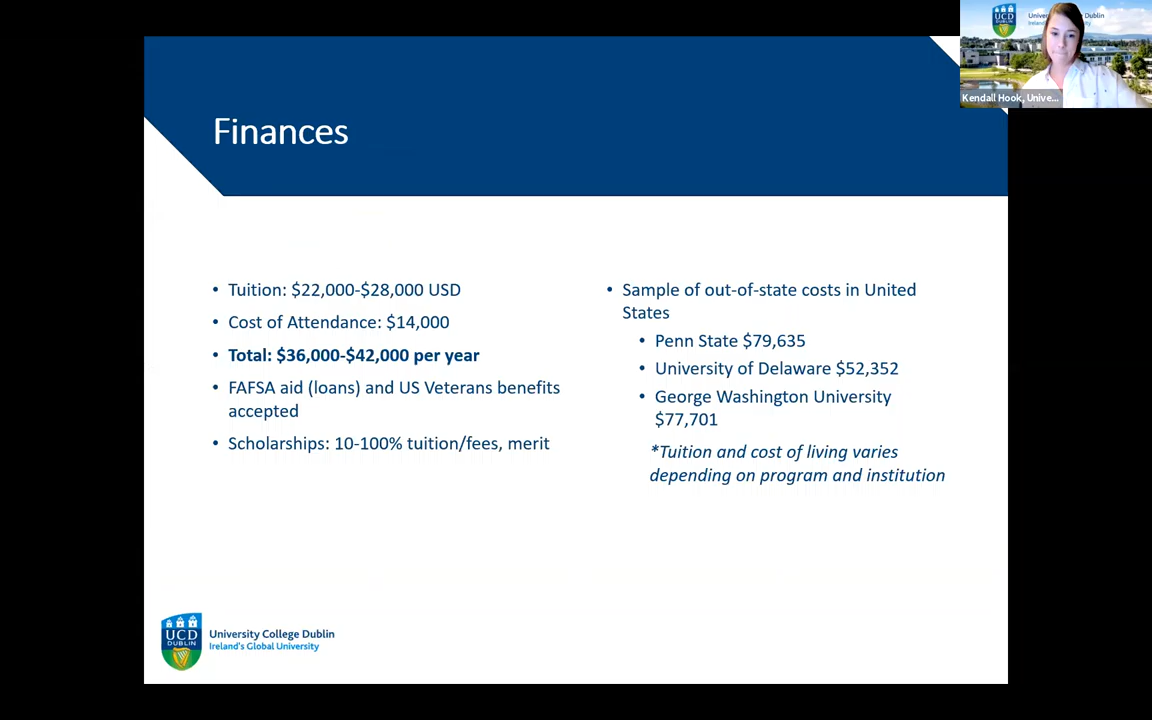 Finances
• Tuition: $22,000-$28,000 USD
• Cost of Attendance: $14,000
• Total: $36,000-$42,000 per year
• FAFSA aid (loans) and US Veterans benefits
accepted
• Scholarships: 10-100% tuition/fees, merit
• Sample of out-of-state costs in United
States
• Penn State $79,635
• University of Delaware $52,352
• George Washington University
$77,701
*Tuition and cost of living varies
depending on program and institution
UCD
DUBLIN
University College Dublin
Ireland's Global University
UCD
DUBLIN
Kendall Hook, Unive...